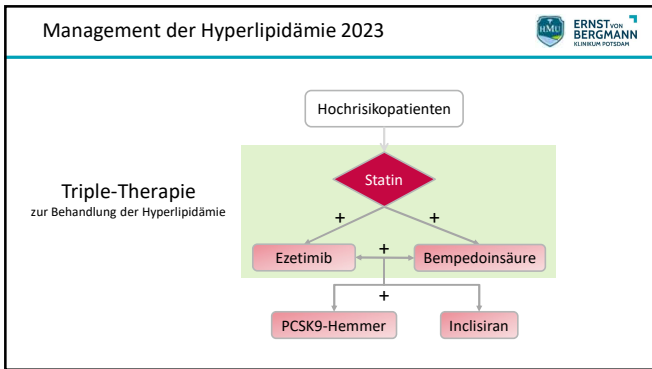 Management der Hyperlipidämie 2023
HMU
ERNST VON
BERGMANN
KLINIKUM POTSDAM
Hochrisikopatienten
Statin
Triple-Therapie
zur Behandlung der Hyperlipidämie
+ +
Ezetimib + Bempedoinsäure
+
PCSK9-Hemmer Inclisiran